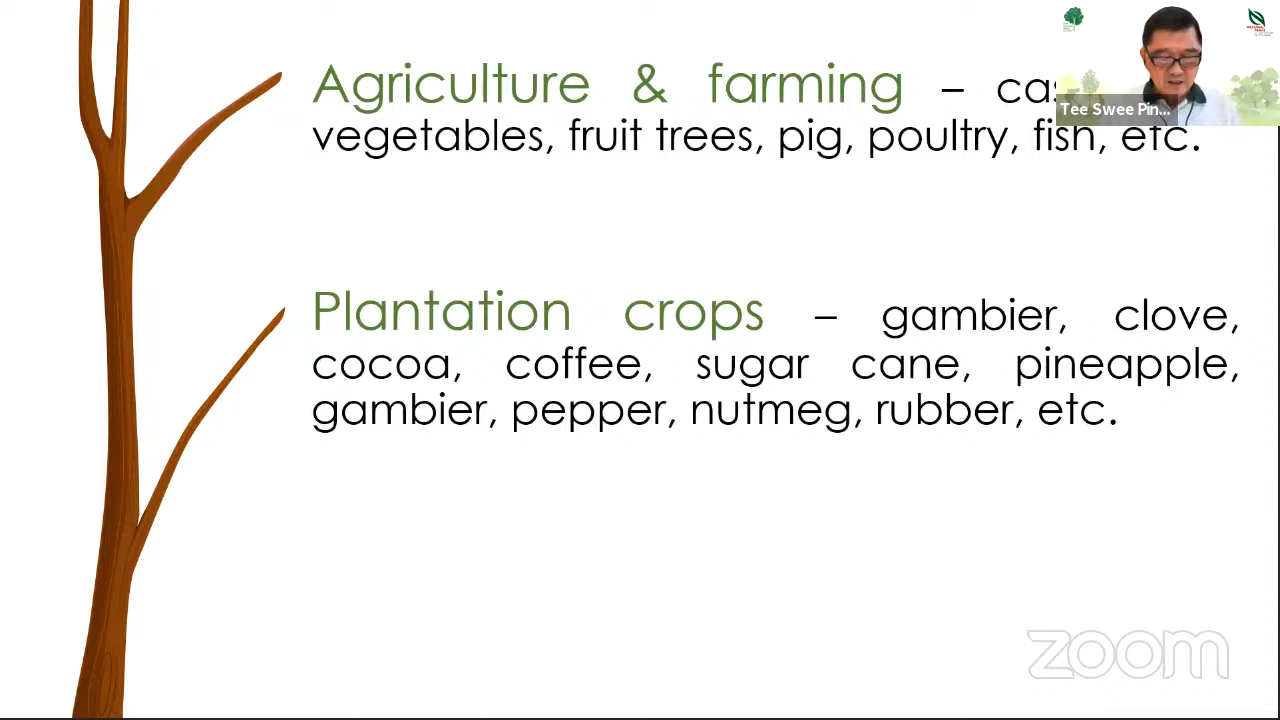 Agriculture & farming –
vegetables, fruit trees, pig, poultry, fish, etc.
Plantation crops – gambier, clove,
cocoa, coffee, sugar cane, pineapple,
gambier, pepper, nutmeg, rubber, etc.
Tee Swee Pin...
zoom